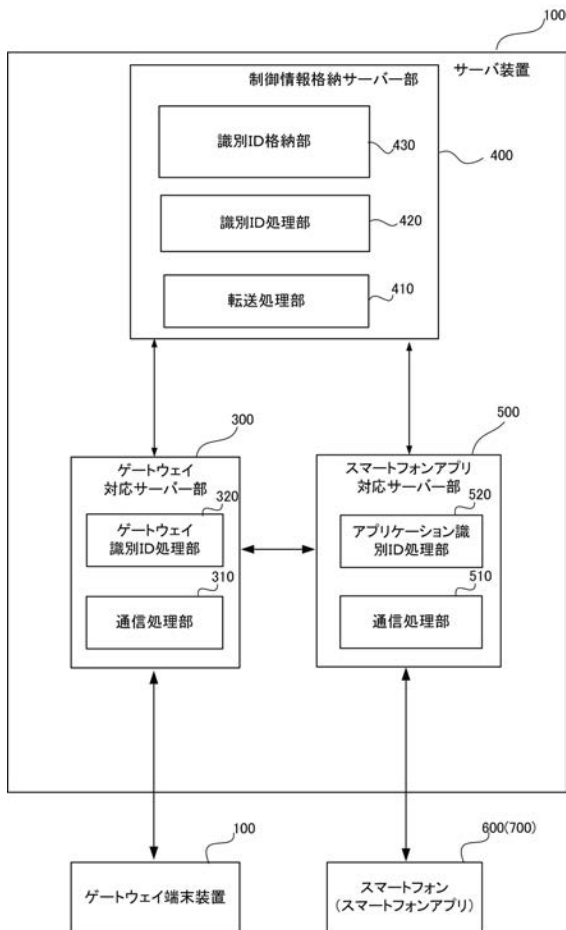 100
サーバ装置
制御情報格納サーバー部
400
識別ID格納部
430
識別ID処理部
420
転送処理部
410
300
ゲートウェイ
対応サーバー部
320
ゲートウェイ
識別ID処理部
310
通信処理部
500
スマートフォンアプリ
対応サーバー部
520
アプリケーション識
別ID処理部
510
通信処理部
100
ゲートウェイ端末装置
600(700)
スマートフォン
(スマートフォンアプリ)